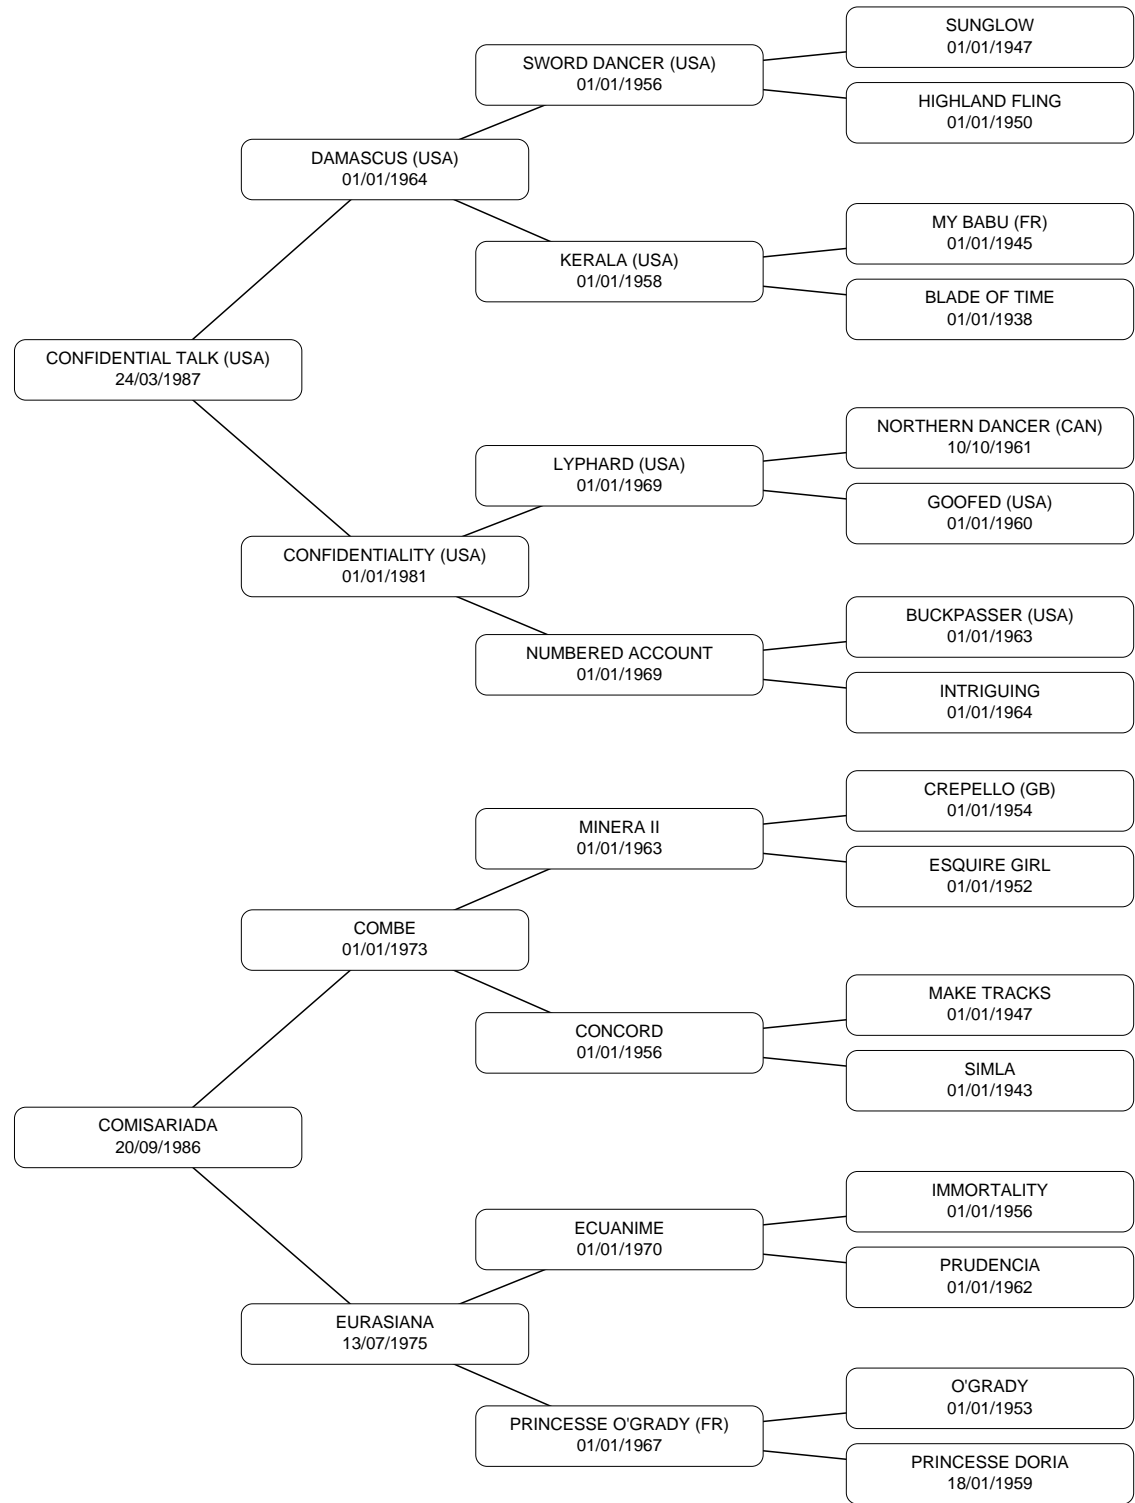 SUNGLOW
01/01/1947
SWORD DANCER (USA)
01/01/1956
HIGHLAND FLING
01/01/1950
DAMASCUS (USA)
01/01/1964
MY BABU (FR)
01/01/1945
KERALA (USA)
01/01/1958
BLADE OF TIME
01/01/1938
CONFIDENTIAL TALK (USA)
24/03/1987
NORTHERN DANCER (CAN)
10/10/1961
LYPHARD (USA)
01/01/1969
GOOFED (USA)
01/01/1960
CONFIDENTIALITY (USA)
01/01/1981
BUCKPASSER (USA)
01/01/1963
NUMBERED ACCOUNT
01/01/1969
INTRIGUING
01/01/1964
CREPELLO (GB)
01/01/1954
MINERA II
01/01/1963
ESQUIRE GIRL
01/01/1952
COMBE
01/01/1973
MAKE TRACKS
01/01/1947
CONCORD
01/01/1956
SIMLA
01/01/1943
COMISARIADA
20/09/1986
IMMORTALITY
01/01/1956
ECUANIME
01/01/1970
PRUDENCIA
01/01/1962
EURASIANA
13/07/1975
O'GRADY
01/01/1953
PRINCESSE O'GRADY (FR)
01/01/1967
PRINCESSE DORIA
18/01/1959